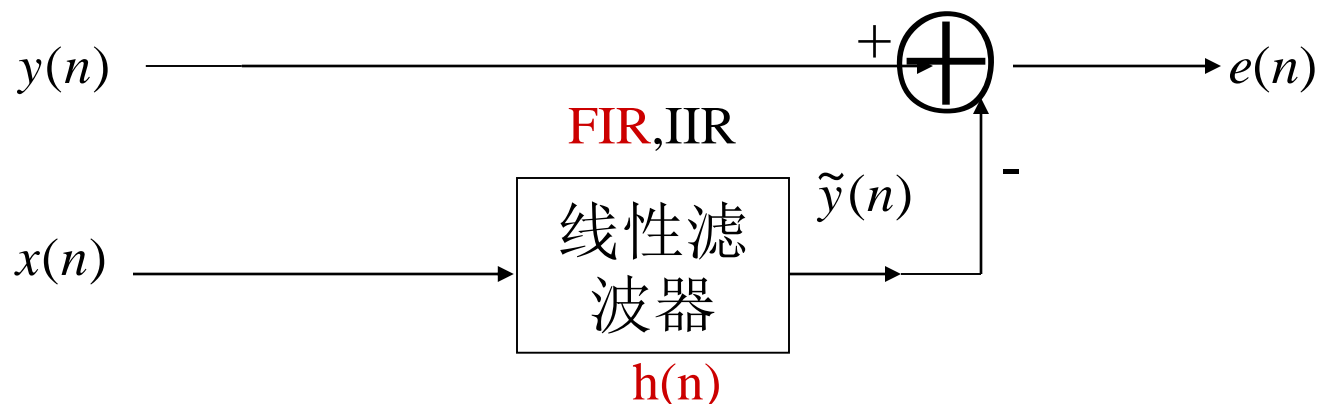 +
y(n)
e(n)
FIR,IIR
-
ỹ(n)
x(n)
线性滤
波器
h(n)